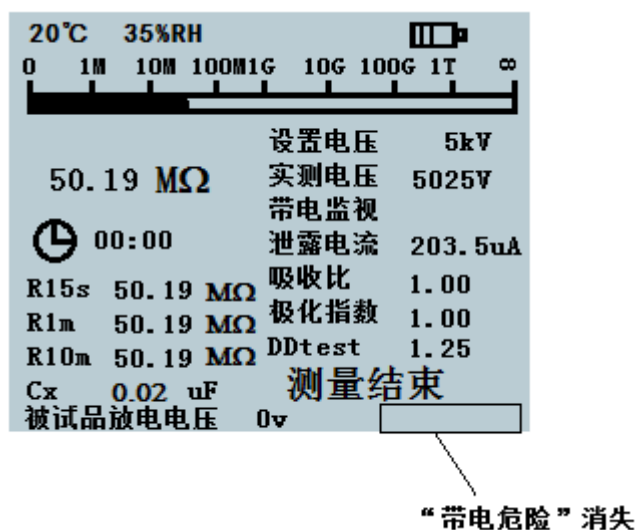 20℃ 35%RH
0 1M 10M 100M1G 10G 100G 1T ∞
设置电压 5kV
50.19 MΩ
实测电压 5025V
带电监视
00:00
泄露电流 203.5uA
R15s 50.19 MΩ
吸收比 1.00
R1m 50.19 MΩ
极化指数 1.00
R10m 50.19 MΩ
DDtest 1.25
Cx 0.02 uF
测量结束
被试品放电电压 0v
“带电危险”消失